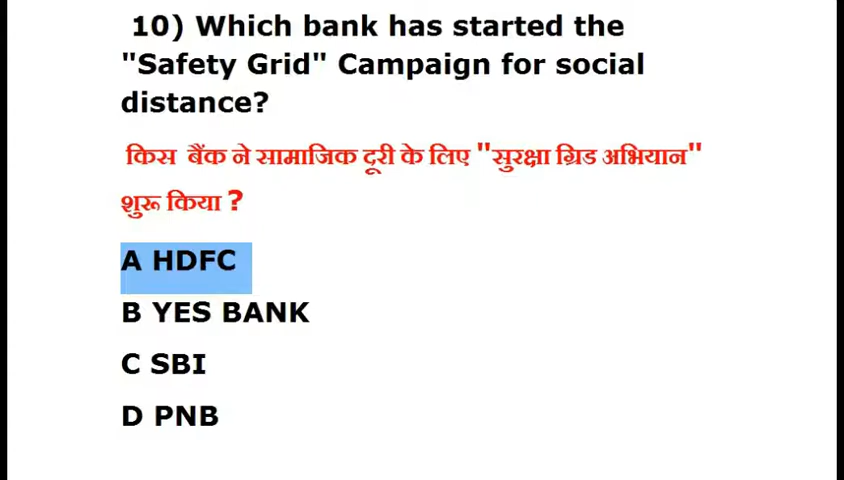 10) Which bank has started the
"Safety Grid" Campaign for social
distance?
किस बैंक ने सामाजिक दूरी के लिए "सुरक्षा ग्रिड अभियान"
शुरू किया ?
A HDFC
B YES BANK
C SBI
D PNB